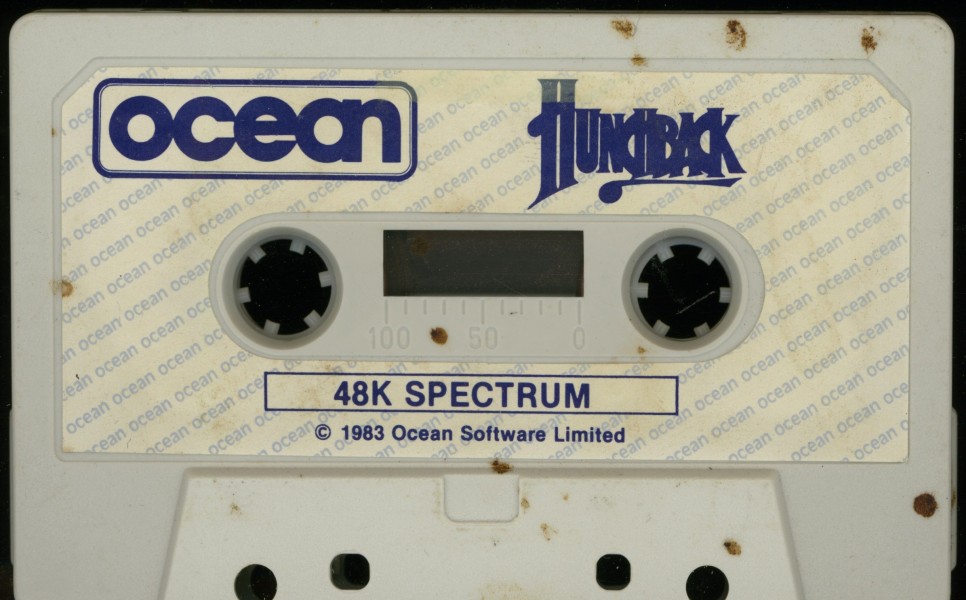 ocean
HUNCHBACK
100 50 0
48K SPECTRUM
© 1983 Ocean Software Limited